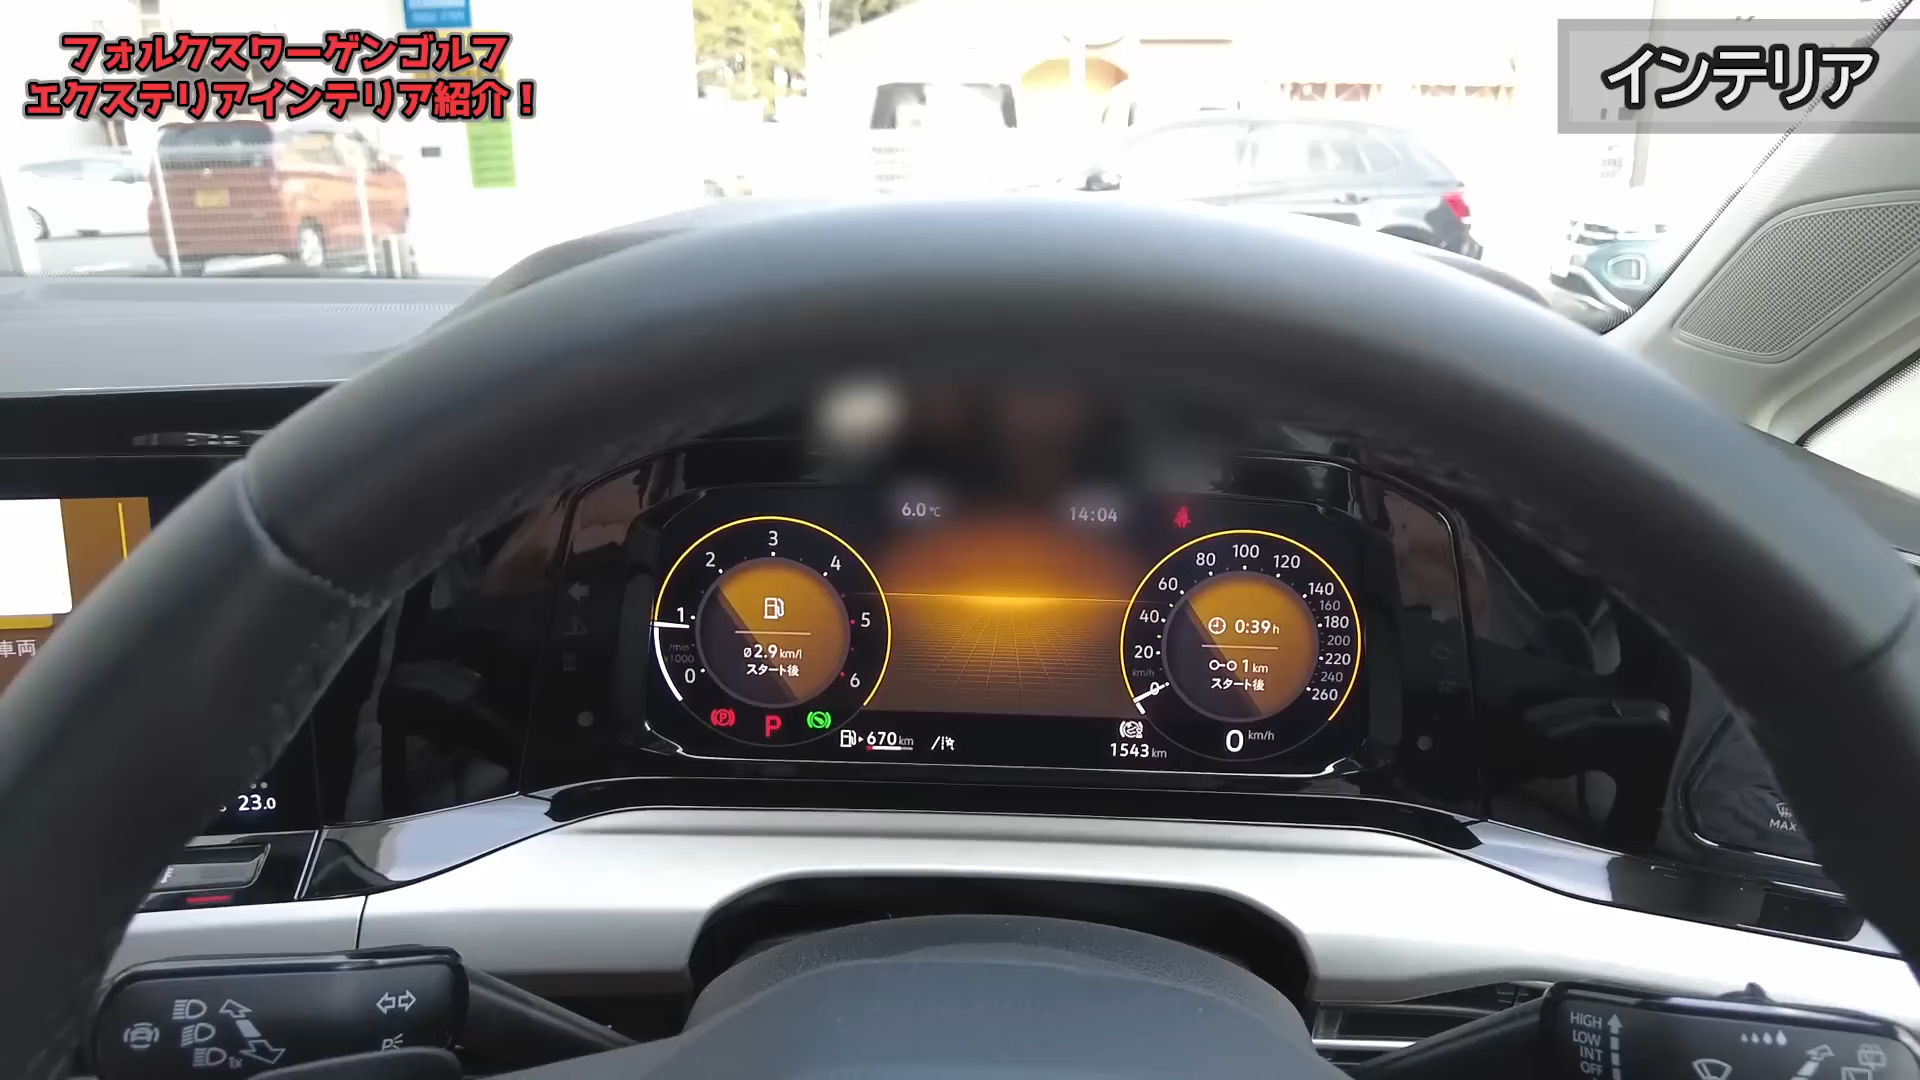 フォルクスワーゲンゴルフ
エクステリアインテリア紹介！
インテリア
6.0 °C
14:04
0 1 2 3 4 5 6
ø 2.9 km/l
スタート後
0 20 40 60 80 100 120 140 160 180 200 220 240 260
km/h
0:39 h
1 km
スタート後
P
670 km
1543 km
0 km/h
車両
23.0
MAX
1x
HIGH
LOW
INT
OFF